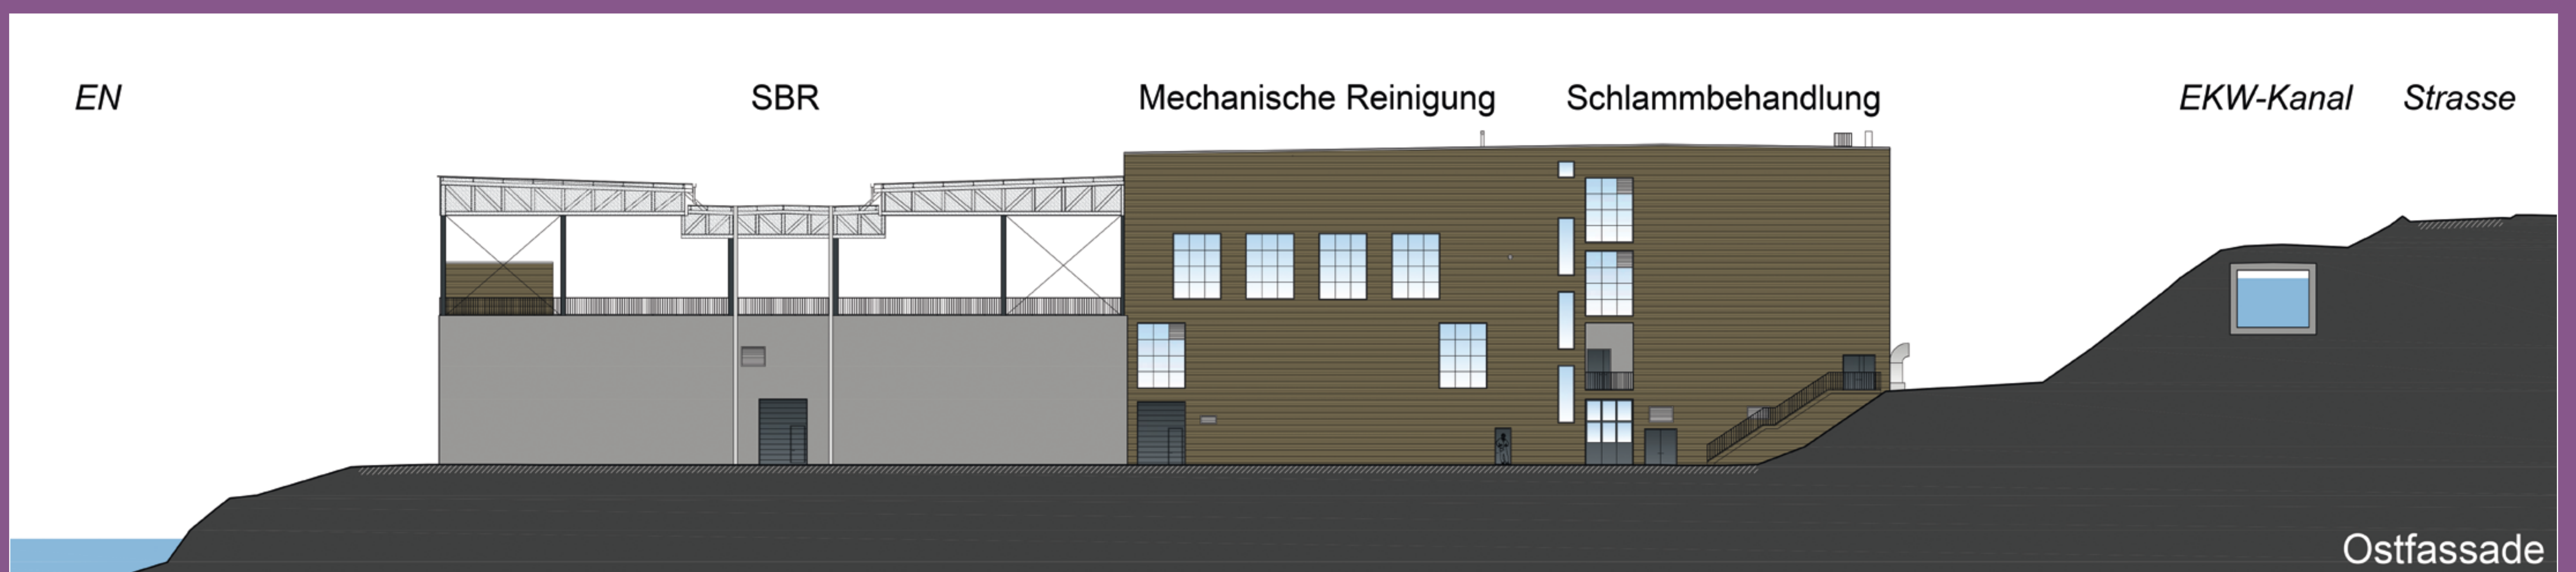 EN SBR Mechanische Reinigung Schlammbehandlung EKW-Kanal Strasse
Ostfassade